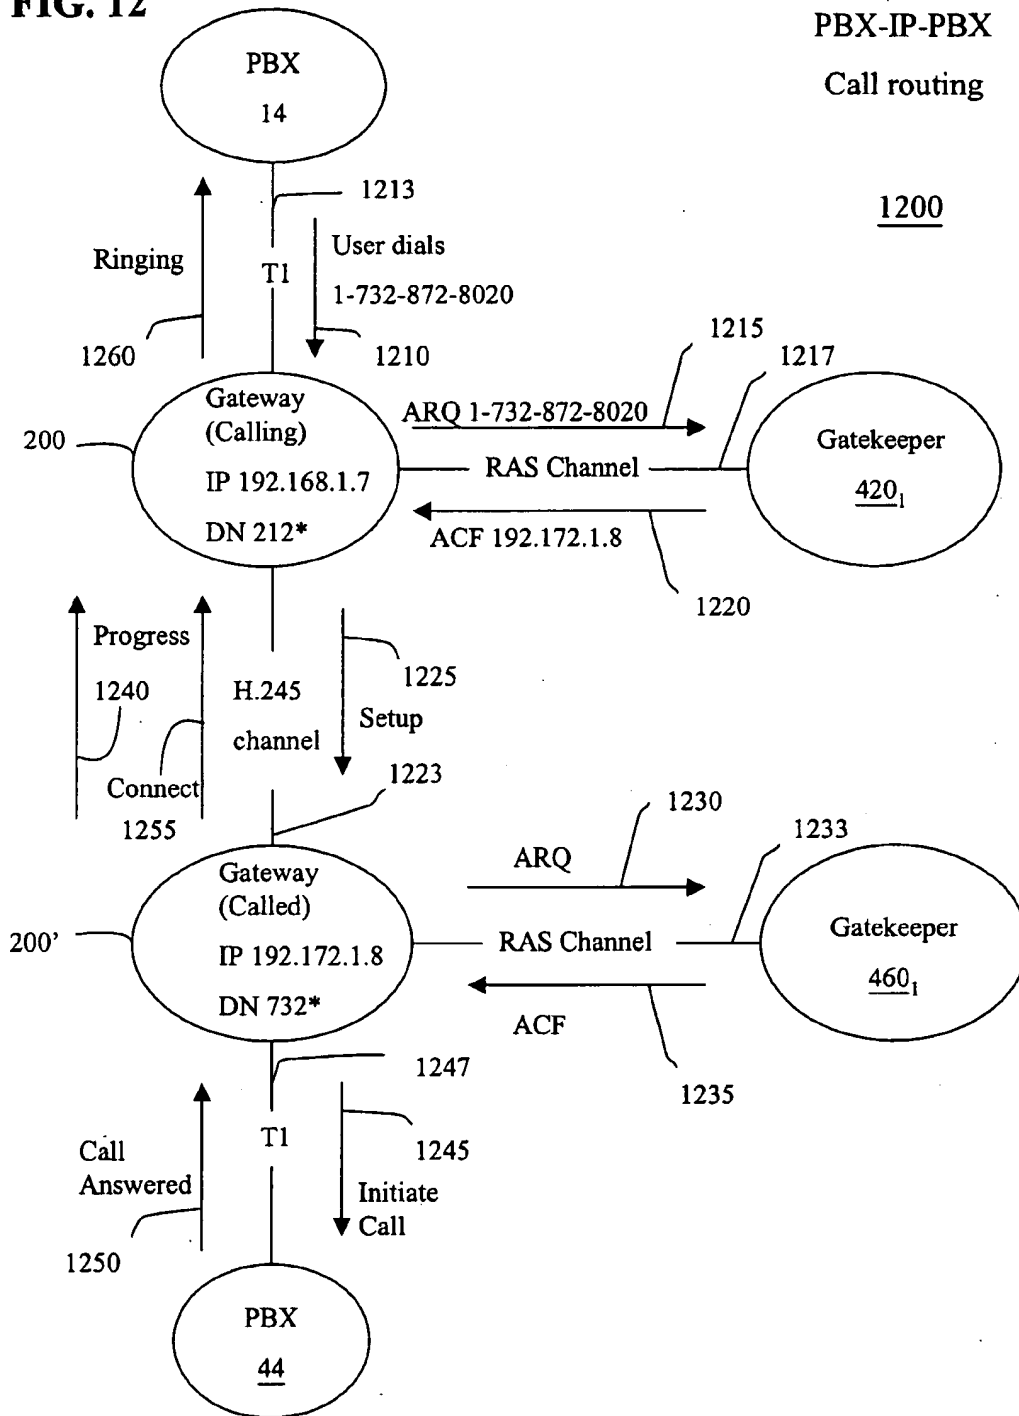 FIG. 12
PBX-IP-PBX
Call routing
1200
PBX
14
1213
User dials
1-732-872-8020
T1
Ringing
1260
1210
1215
1217
200
Gateway
(Calling)
IP 192.168.1.7
DN 212*
ARQ 1-732-872-8020
RAS Channel
ACF 192.172.1.8
Gatekeeper
420₁
1220
Progress
1240
H.245
channel
1225
Setup
Connect
1255
1223
1230
1233
200'
Gateway
(Called)
IP 192.172.1.8
DN 732*
ARQ
RAS Channel
ACF
Gatekeeper
460₁
1235
1247
T1
1245
Call
Answered
1250
Initiate
Call
PBX
44